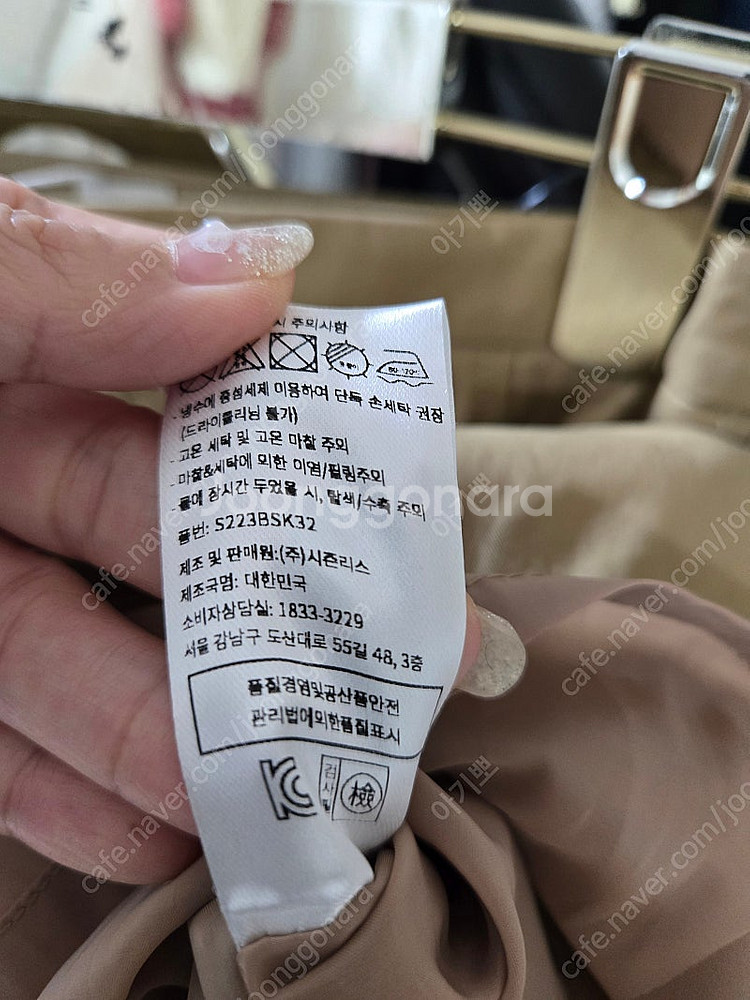 시 주의사항
80~120℃
- 냉수에 중성세제 이용하여 단독 손세탁 권장
(드라이클리닝 불가)
- 고온 세탁 및 고온 마찰 주의
- 마찰&세탁에 의한 이염/필링주의
- 물에 장시간 두었을 시, 탈색/수축 주의
품번: S223BSK32
제조 및 판매원:(주)시즌리스
제조국명: 대한민국
소비자상담실: 1833-3229
서울 강남구 도산대로 55길 48, 3층
품질경영및공산품안전
관리법에의한품질표시
KC
검사필
檢
Joonggonara
아기뽀
cafe.naver.com/joonggonara